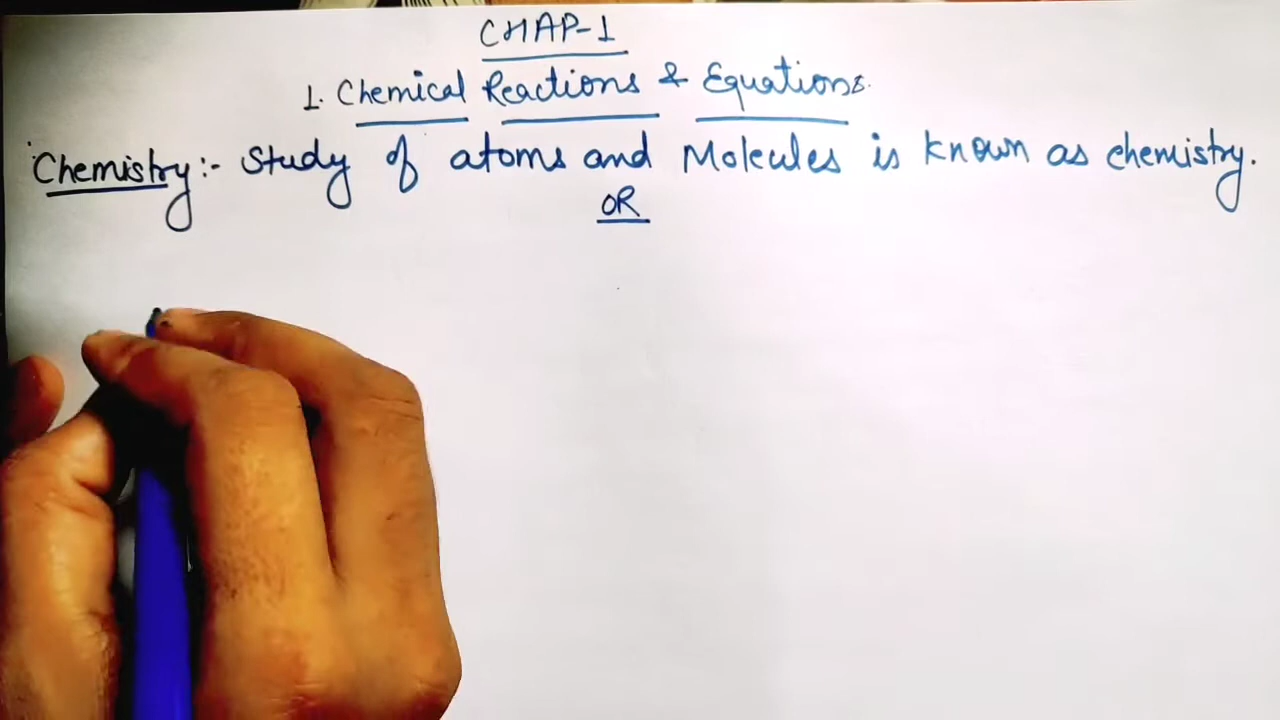 CHAP-1
1. Chemical Reactions & Equations.
Chemistry:- Study of atoms and Molecules is known as chemistry.
OR